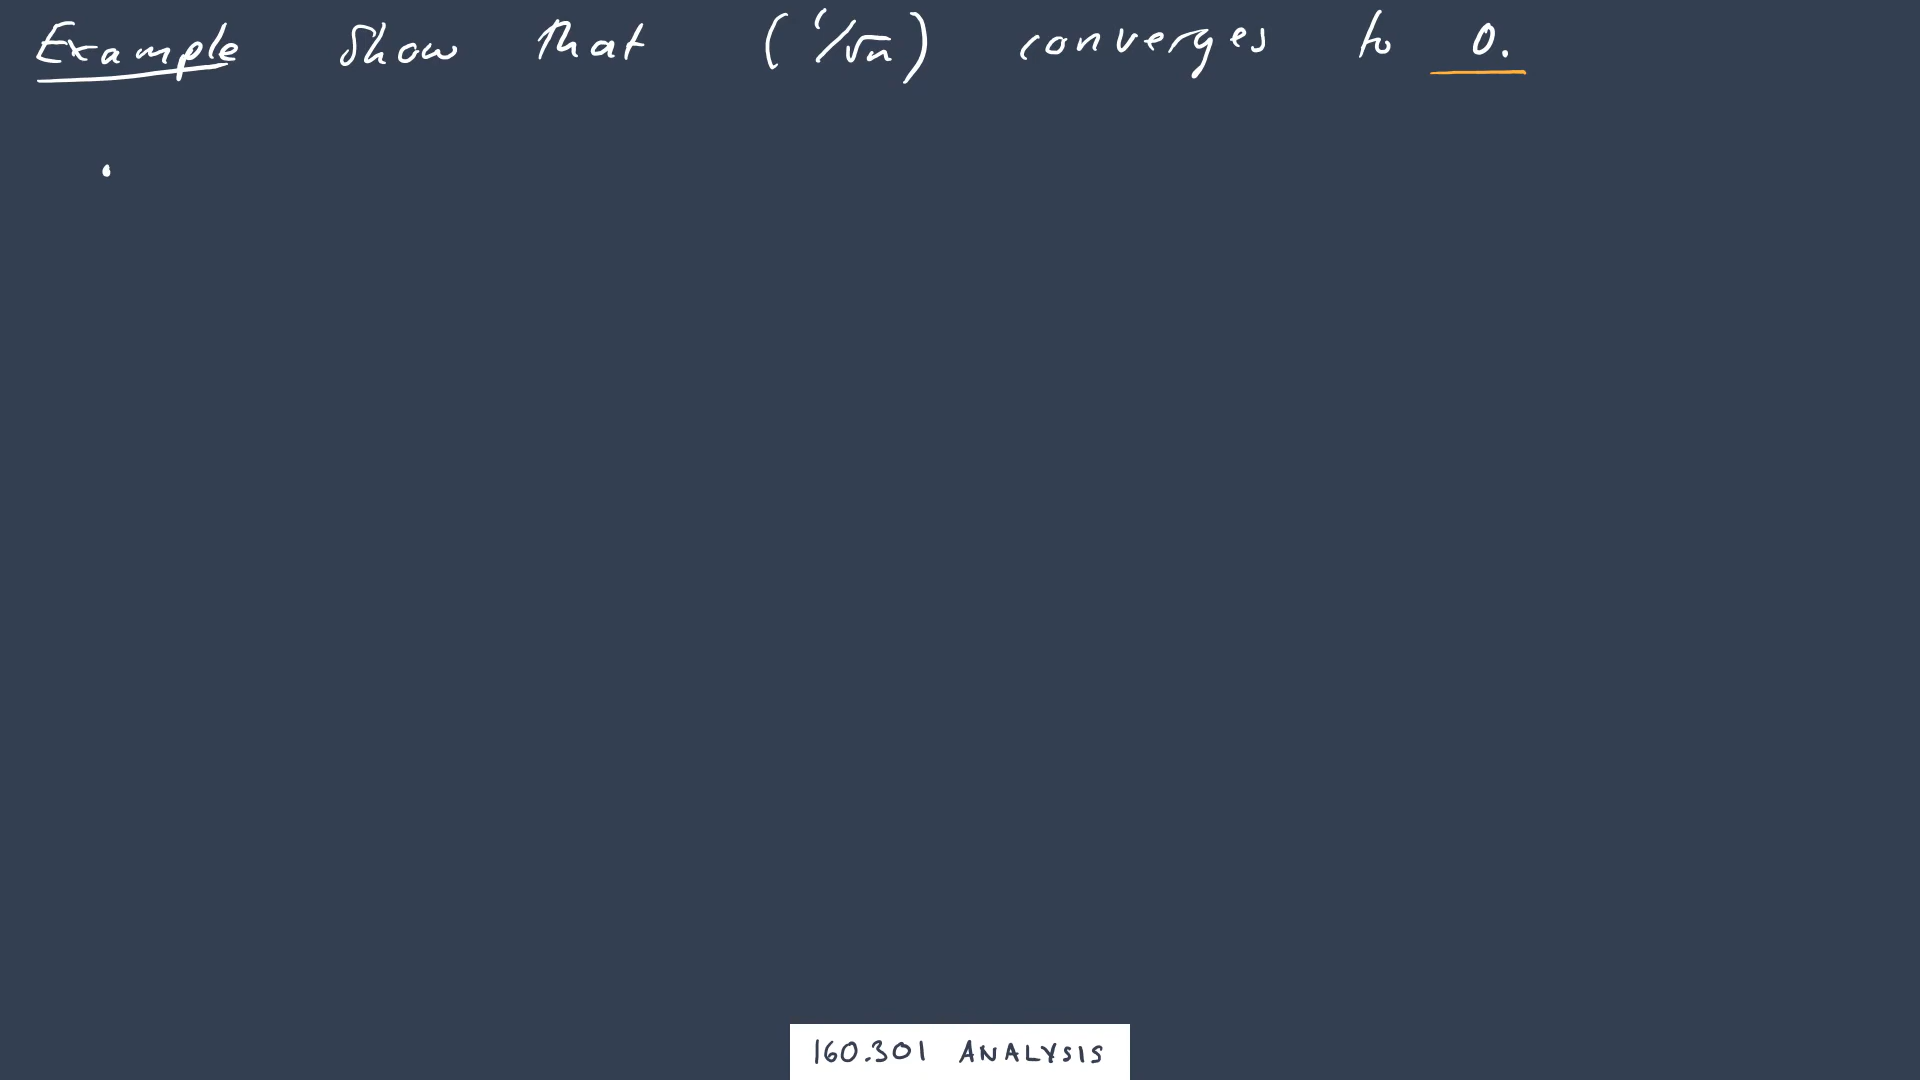 Example Show that (1/√n) converges to 0.
160.301 ANALYSIS